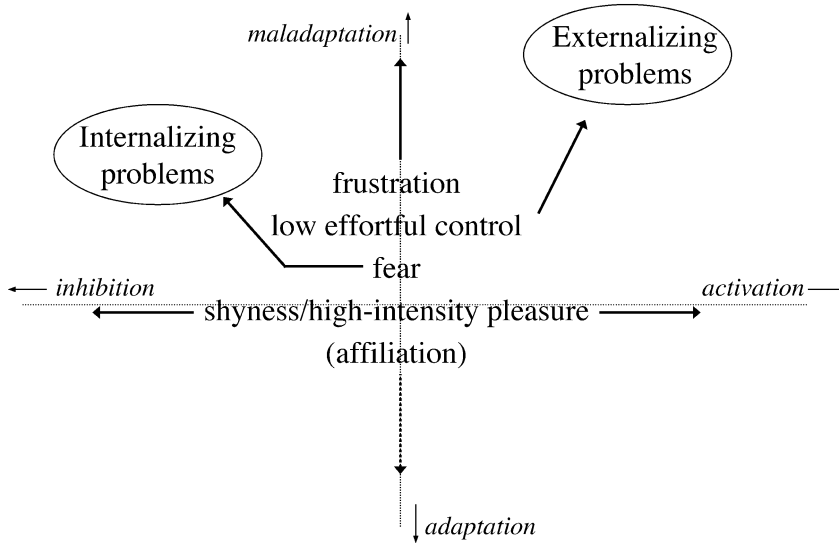 maladaptation
Externalizing
problems
Internalizing
problems
frustration
low effortful control
fear
inhibition
activation
shyness/high-intensity pleasure
(affiliation)
adaptation